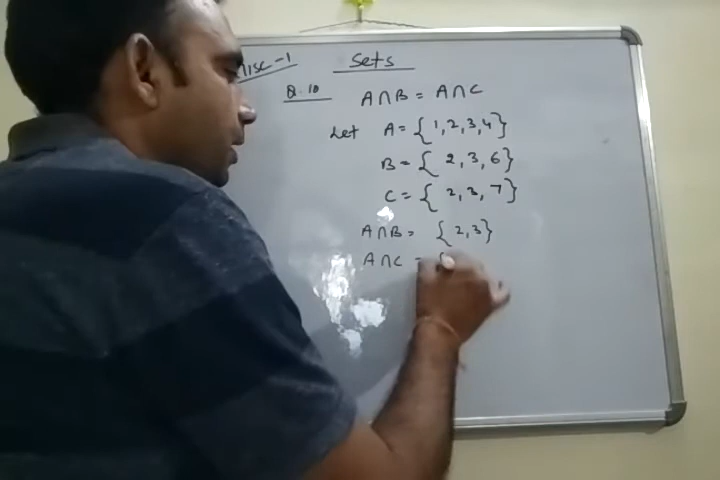 Misc-1
Sets
Q.10 A∩B = A∩C
Let A = {1,2,3,4}
B = { 2, 3, 6}
C = { 2, 3, 7}
A∩B = { 2, 3}
A∩C = {